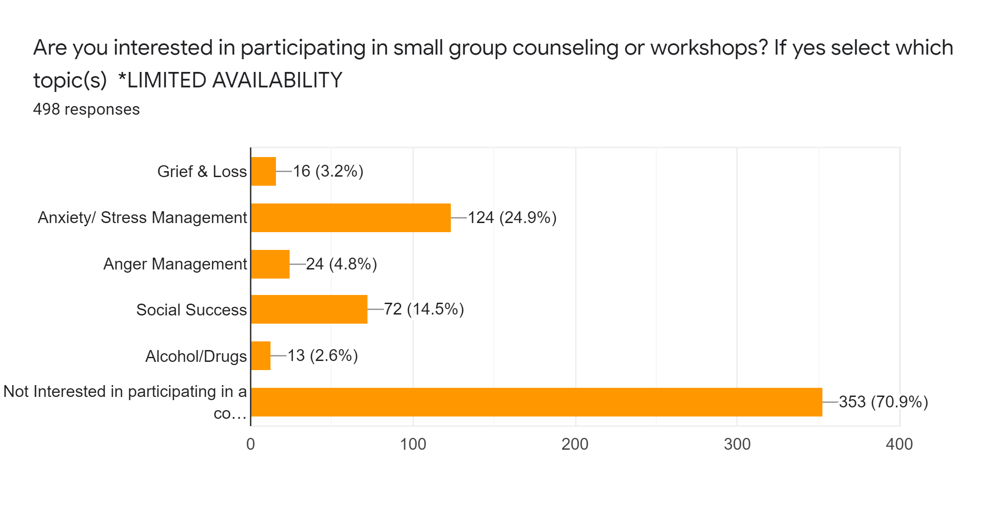 Are you interested in participating in small group counseling or workshops? If yes select which
topic(s)  *LIMITED AVAILABILITY
498 responses
Grief & Loss 16 (3.2%)
Anxiety/ Stress Management 124 (24.9%)
Anger Management 24 (4.8%)
Social Success 72 (14.5%)
Alcohol/Drugs 13 (2.6%)
Not Interested in participating in a
co… 353 (70.9%)
0 100 200 300 400